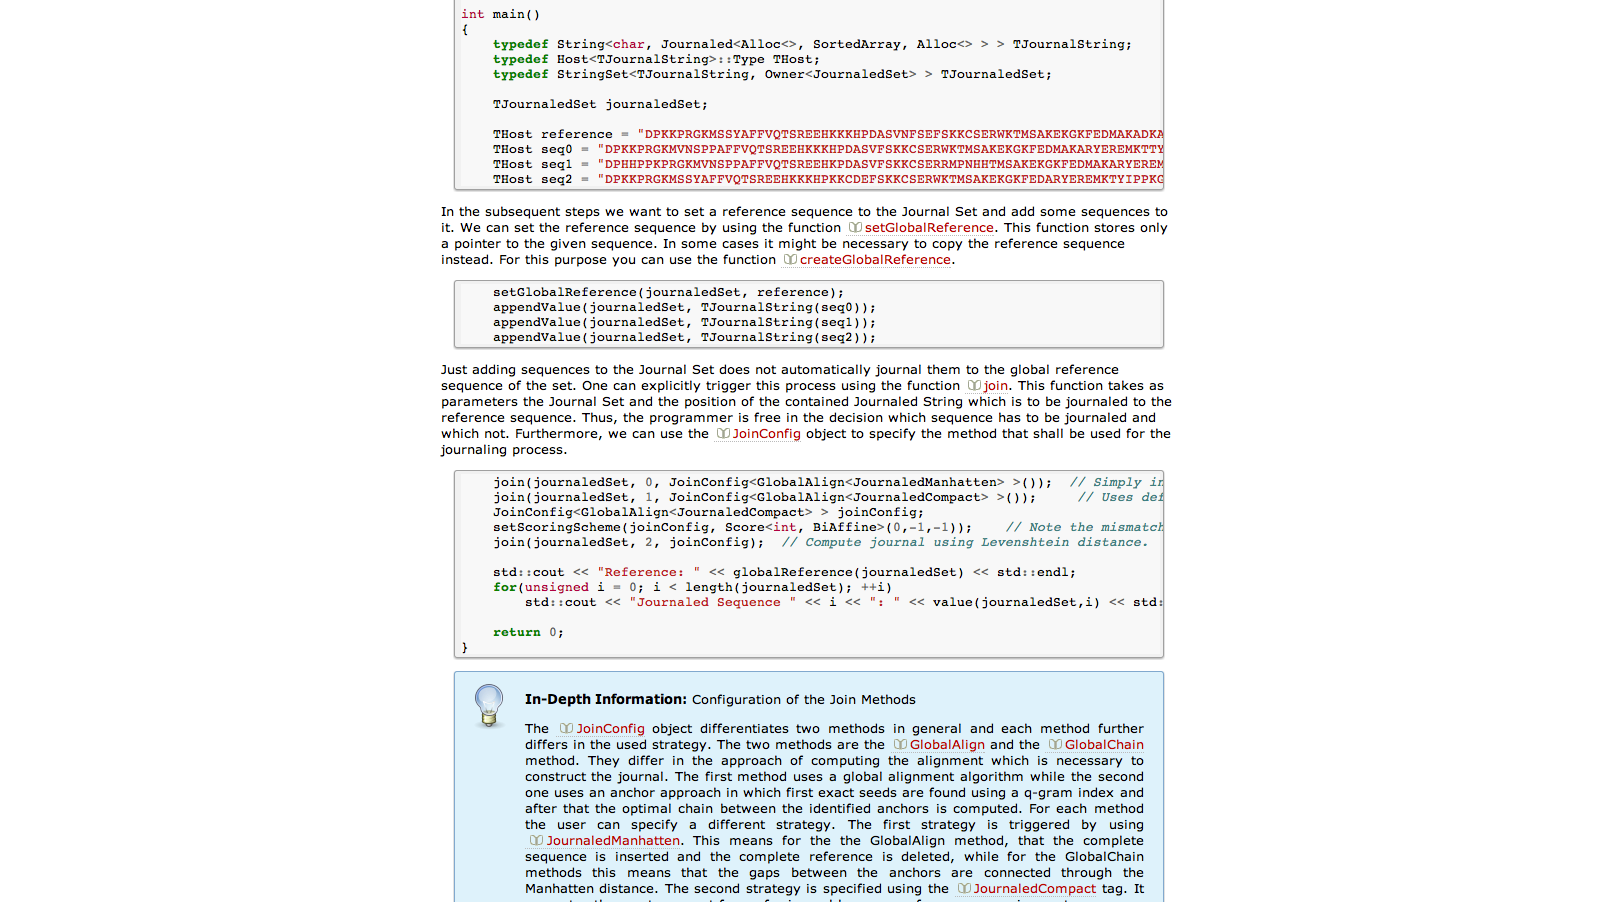 int main()
{
typedef String<char, Journaled<Alloc<>, SortedArray, Alloc<> > > TJournalString;
typedef Host<TJournalString>::Type THost;
typedef StringSet<TJournalString, Owner<JournaledSet> > TJournaledSet;
TJournaledSet journaledSet;
THost reference = "DPKKPRGKMSSYAFFVQTSREEHKKKHPDASVNFSEFSKKCSERWKTMSAKEKGKFEDMAKADKA
THost seq0 = "DPKKPRGKMVNSPPAFFVQTSREEHKKKHPDASVFSKKCSERWKTMSAKEKGKFEDMAKARYEREMKTTY
THost seq1 = "DPHHPPKPRGKMVNSPPAFFVQTSREEHKPDASVFSKKCSERRMPNHHTMSAKEKGKFEDMAKARYEREM
THost seq2 = "DPKKPRGKMSSYAFFVQTSREEHKKKHPKKCDEFSKKCSERWKTMSAKEKGKFEDARYEREMKTYIPPKG
In the subsequent steps we want to set a reference sequence to the Journal Set and add some sequences to
it. We can set the reference sequence by using the function setGlobalReference. This function stores only
a pointer to the given sequence. In some cases it might be necessary to copy the reference sequence
instead. For this purpose you can use the function createGlobalReference.
setGlobalReference(journaledSet, reference);
appendValue(journaledSet, TJournalString(seq0));
appendValue(journaledSet, TJournalString(seq1));
appendValue(journaledSet, TJournalString(seq2));
Just adding sequences to the Journal Set does not automatically journal them to the global reference
sequence of the set. One can explicitly trigger this process using the function join. This function takes as
parameters the Journal Set and the position of the contained Journaled String which is to be journaled to the
reference sequence. Thus, the programmer is free in the decision which sequence has to be journaled and
which not. Furthermore, we can use the JoinConfig object to specify the method that shall be used for the
journaling process.
join(journaledSet, 0, JoinConfig<GlobalAlign<JournaledManhatten> >()); // Simply in
join(journaledSet, 1, JoinConfig<GlobalAlign<JournaledCompact> >()); // Uses def
JoinConfig<GlobalAlign<JournaledCompact> > joinConfig;
setScoringScheme(joinConfig, Score<int, BiAffine>(0,-1,-1)); // Note the mismatch
join(journaledSet, 2, joinConfig); // Compute journal using Levenshtein distance.
std::cout << "Reference: " << globalReference(journaledSet) << std::endl;
for(unsigned i = 0; i < length(journaledSet); ++i)
std::cout << "Journaled Sequence " << i << ": " << value(journaledSet,i) << std:
return 0;
}
In-Depth Information: Configuration of the Join Methods
The JoinConfig object differentiates two methods in general and each method further
differs in the used strategy. The two methods are the GlobalAlign and the GlobalChain
method. They differ in the approach of computing the alignment which is necessary to
construct the journal. The first method uses a global alignment algorithm while the second
one uses an anchor approach in which first exact seeds are found using a q-gram index and
after that the optimal chain between the identified anchors is computed. For each method
the user can specify a different strategy. The first strategy is triggered by using
JournaledManhatten. This means for the the GlobalAlign method, that the complete
sequence is inserted and the complete reference is deleted, while for the GlobalChain
methods this means that the gaps between the anchors are connected through the
Manhatten distance. The second strategy is specified using the JournaledCompact tag. It